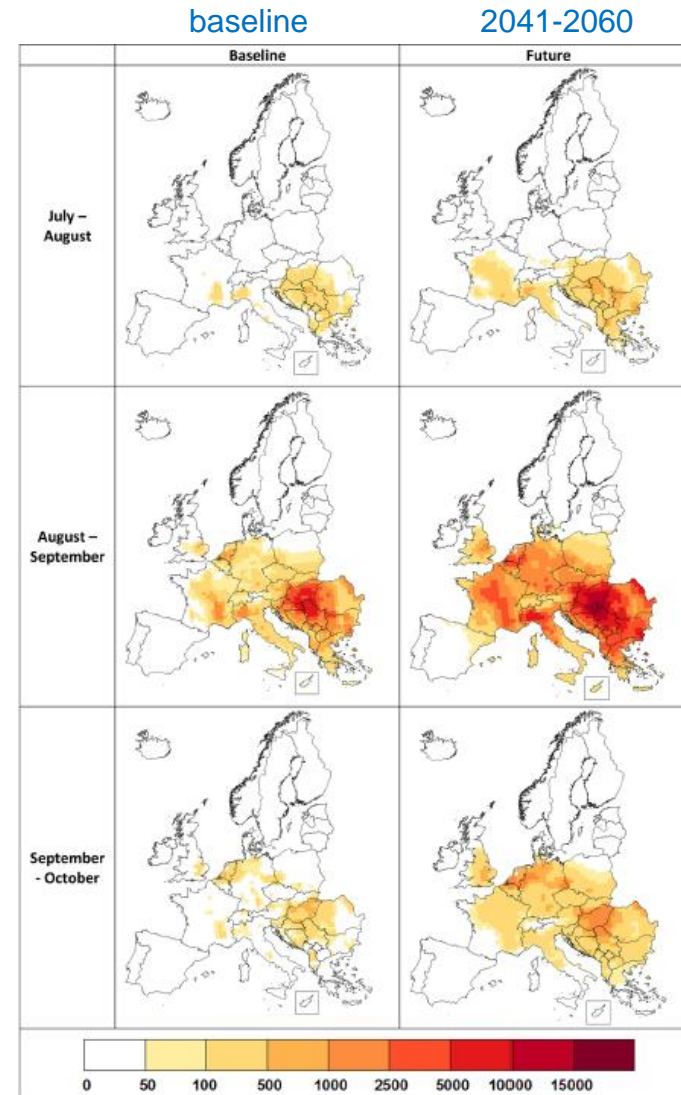 baseline 2041-2060
Baseline Future
July –
August
August –
September
September
- October
0 50 100 500 1000 2500 5000 10000 15000